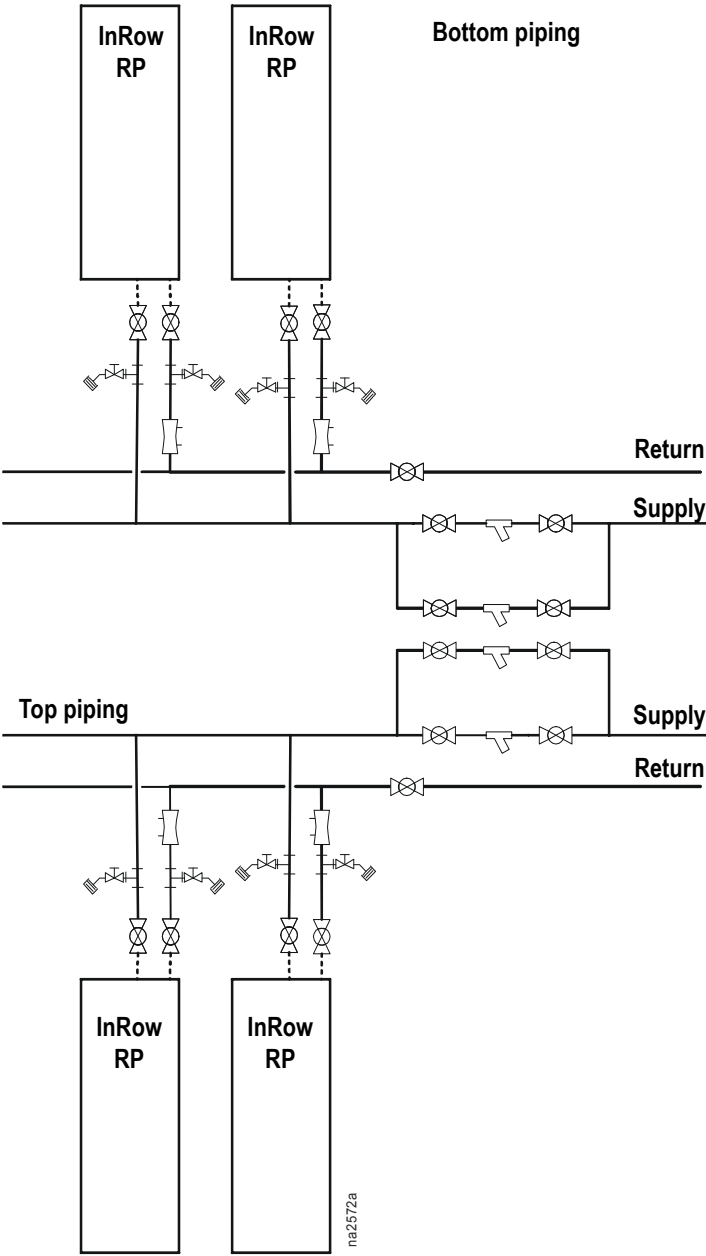 InRow
RP
InRow
RP
Bottom piping
Return
Supply
Top piping
Supply
Return
InRow
RP
InRow
RP
na2572a